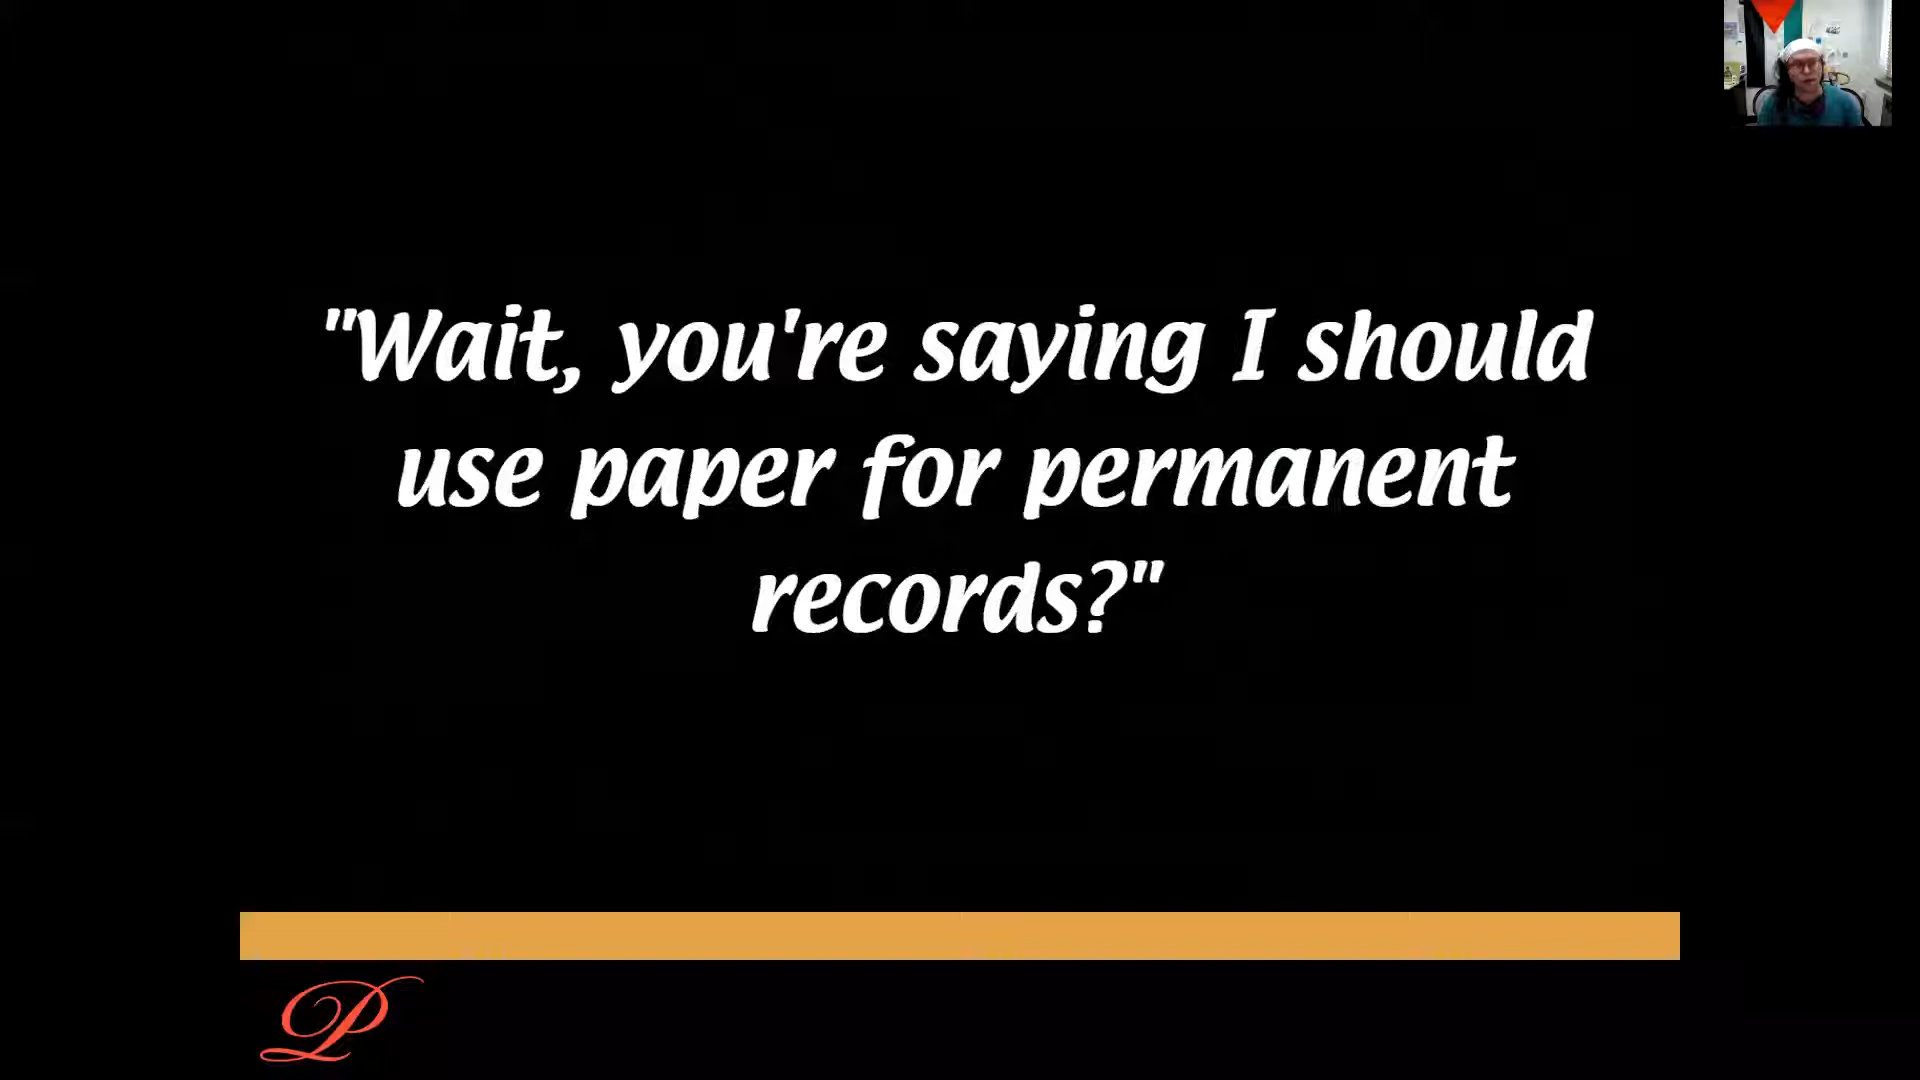 "Wait, you're saying I should
use paper for permanent
records?"
P